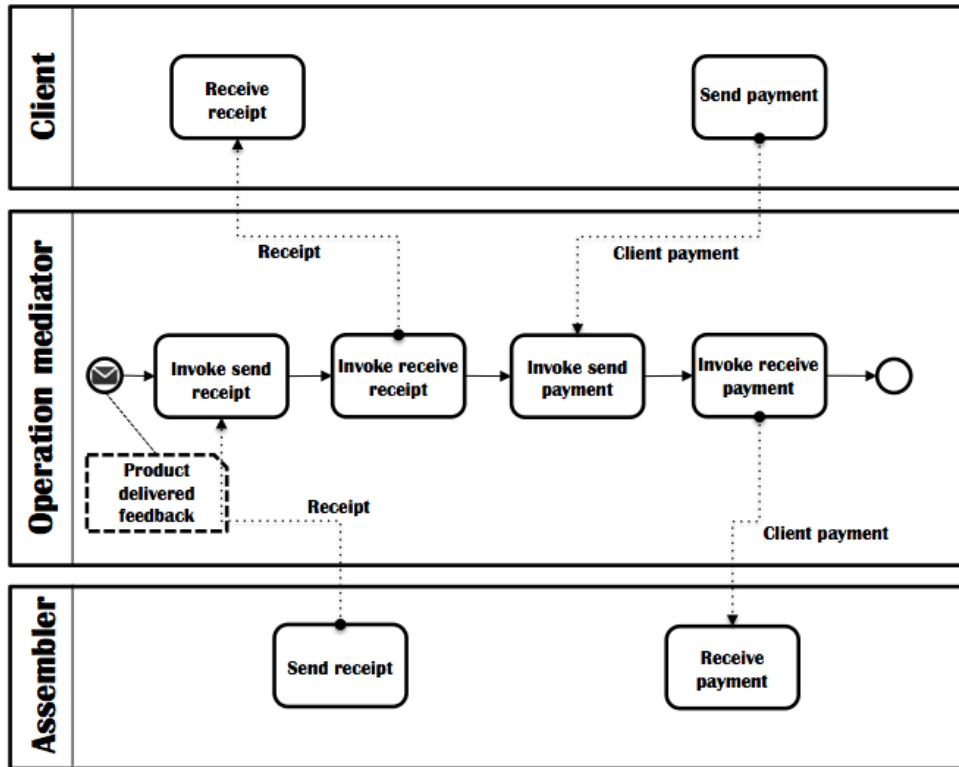 Client
Receive
receipt
Send payment
Operation mediator
Receipt
Client payment
Invoke send
receipt
Invoke receive
receipt
Invoke send
payment
Invoke receive
payment
Product
delivered
feedback
Receipt
Client payment
Assembler
Send receipt
Receive
payment